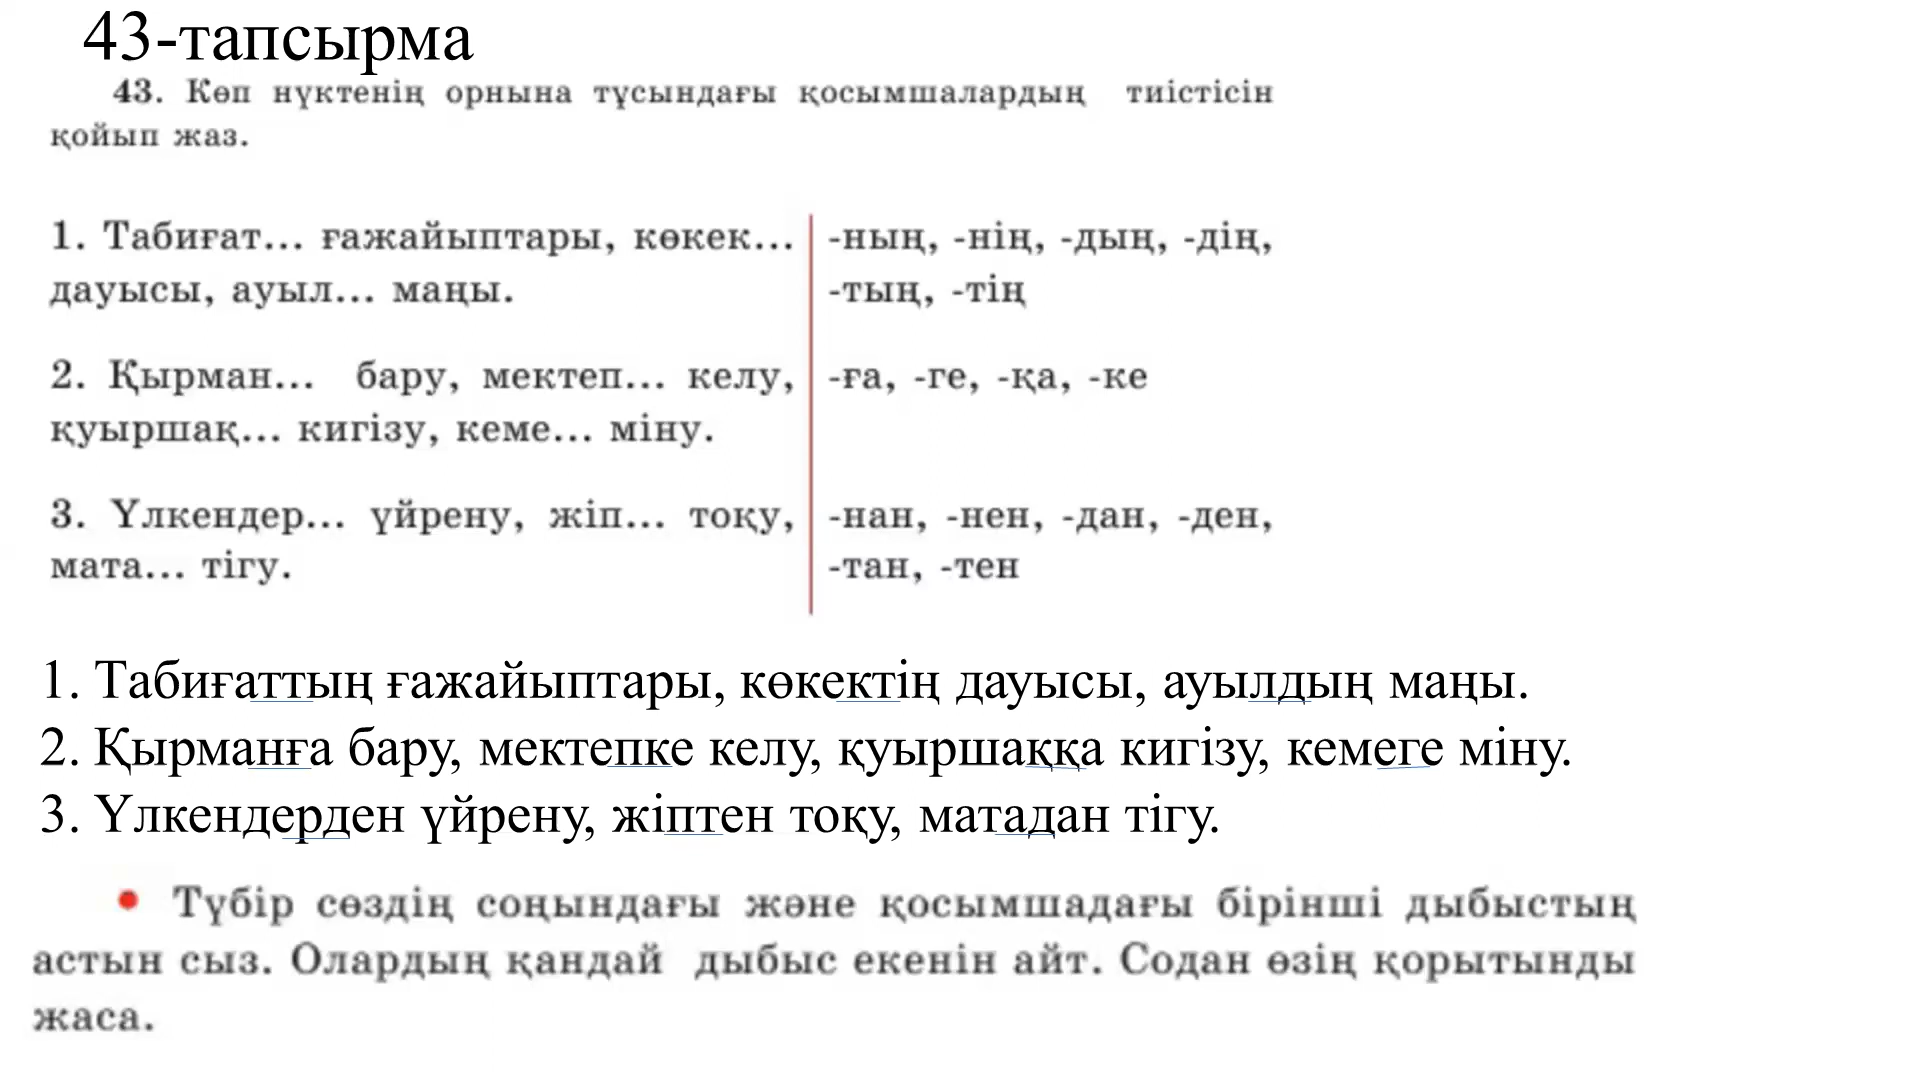 43-тапсырма
43. Көп нүктенің орнына тұсындағы қосымшалардың тиістісін
қойып жаз.
1. Табиғат... ғажайыптары, көкек...
дауысы, ауыл... маңы.
-ның, -нің, -дың, -дің,
-тың, -тің
2. Қырман... бару, мектеп... келу,
қуыршақ... кигізу, кеме... міну.
-ға, -ге, -қа, -ке
3. Үлкендер... үйрену, жіп... тоқу,
мата... тігу.
-нан, -нен, -дан, -ден,
-тан, -тен
1. Табиғаттың ғажайыптары, көкектің дауысы, ауылдың маңы.
2. Қырманға бару, мектепке келу, қуыршаққа кигізу, кемеге міну.
3. Үлкендерден үйрену, жіптен тоқу, матадан тігу.
• Түбір сөздің соңындағы және қосымшадағы бірінші дыбыстың
астын сыз. Олардың қандай дыбыс екенін айт. Содан өзің қорытынды
жаса.